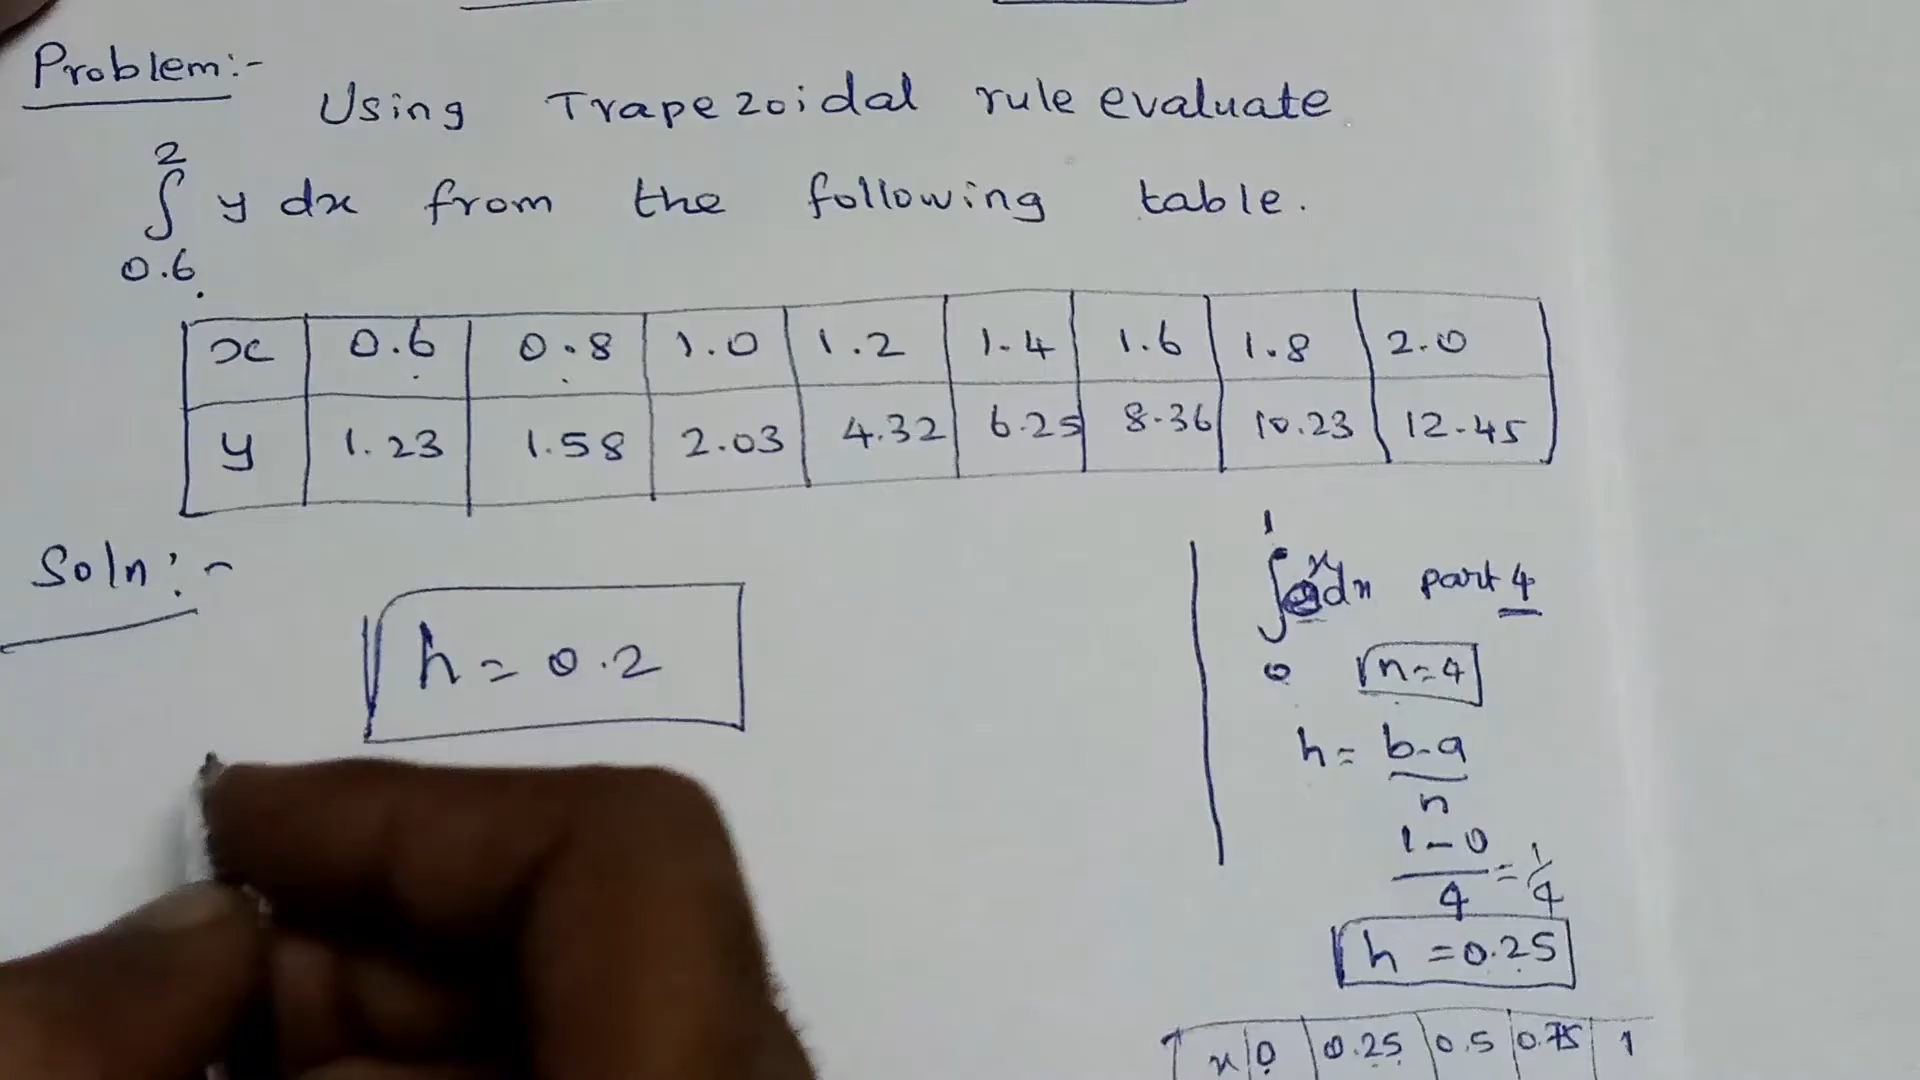 Problem:-
Using Trapezoidal rule evaluate
2
∫ y dx from the following table.
0.6
x 0.6 0.8 1.0 1.2 1.4 1.6 1.8 2.0
y 1.23 1.58 2.03 4.32 6.25 8.36 10.23 12.45
Soln:-
h = 0.2
1
∫ e^x dx part 4
0
n=4
h = b-a
n
1-0
4
= 1/4
h = 0.25
x 0 0.25 0.5 0.75 1